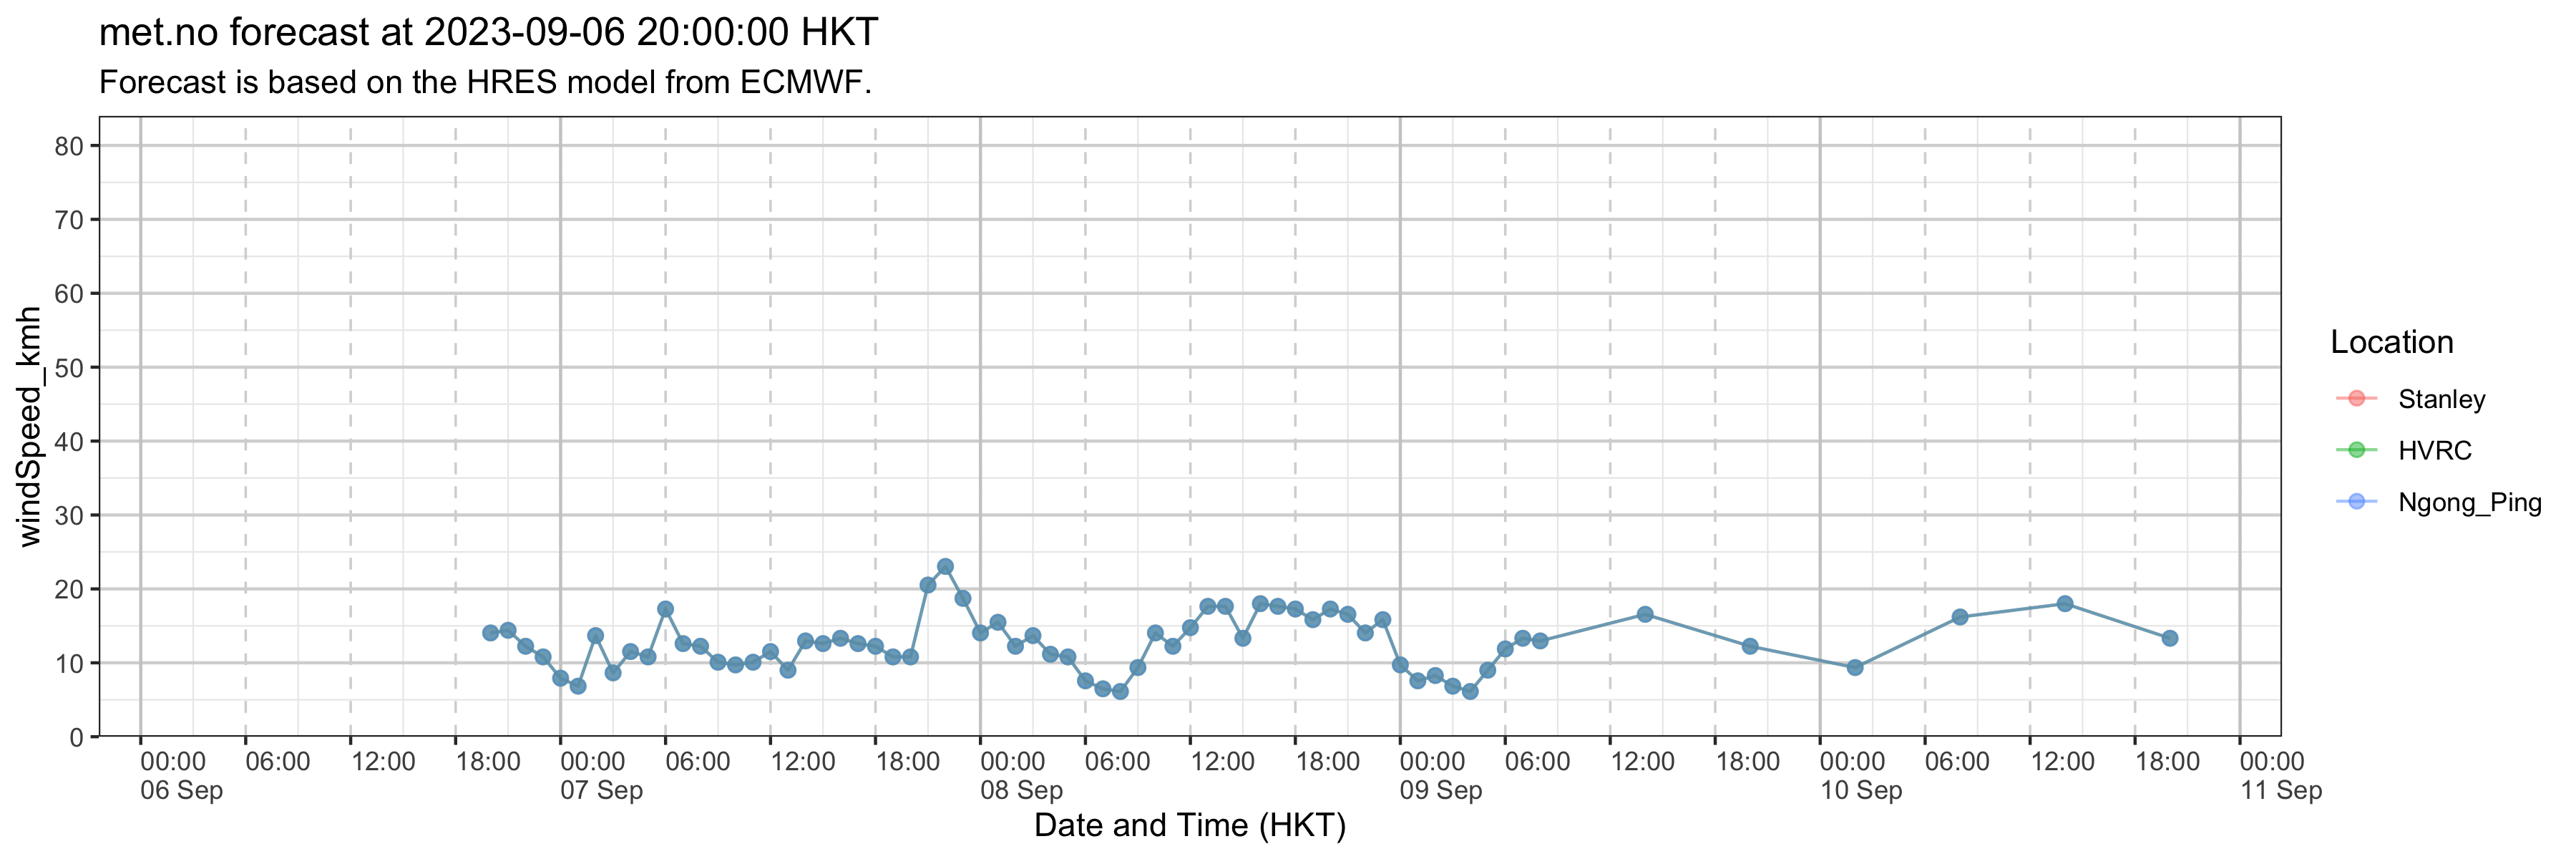 met.no forecast at 2023-09-06 20:00:00 HKT
Forecast is based on the HRES model from ECMWF.
windSpeed_kmh
80
70
60
50
40
30
20
10
0
00:00 06:00 12:00 18:00 00:00 06:00 12:00 18:00 00:00 06:00 12:00 18:00 00:00 06:00 12:00 18:00 00:00 06:00 12:00 18:00 00:00
06 Sep 07 Sep 08 Sep 09 Sep 10 Sep 11 Sep
Date and Time (HKT)
Location
Stanley
HVRC
Ngong_Ping